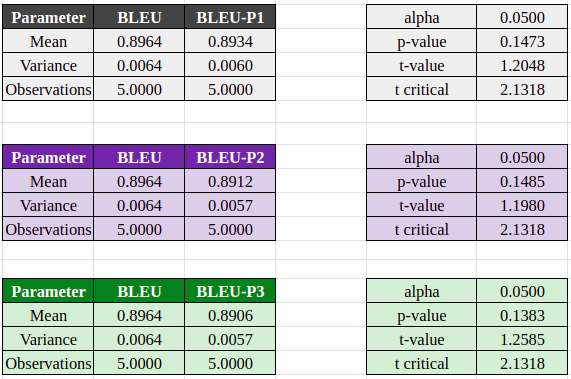 Parameter BLEU BLEU-P1 alpha 0.0500
Mean 0.8964 0.8934 p-value 0.1473
Variance 0.0064 0.0060 t-value 1.2048
Observations 5.0000 5.0000 t critical 2.1318
Parameter BLEU BLEU-P2 alpha 0.0500
Mean 0.8964 0.8912 p-value 0.1485
Variance 0.0064 0.0057 t-value 1.1980
Observations 5.0000 5.0000 t critical 2.1318
Parameter BLEU BLEU-P3 alpha 0.0500
Mean 0.8964 0.8906 p-value 0.1383
Variance 0.0064 0.0057 t-value 1.2585
Observations 5.0000 5.0000 t critical 2.1318